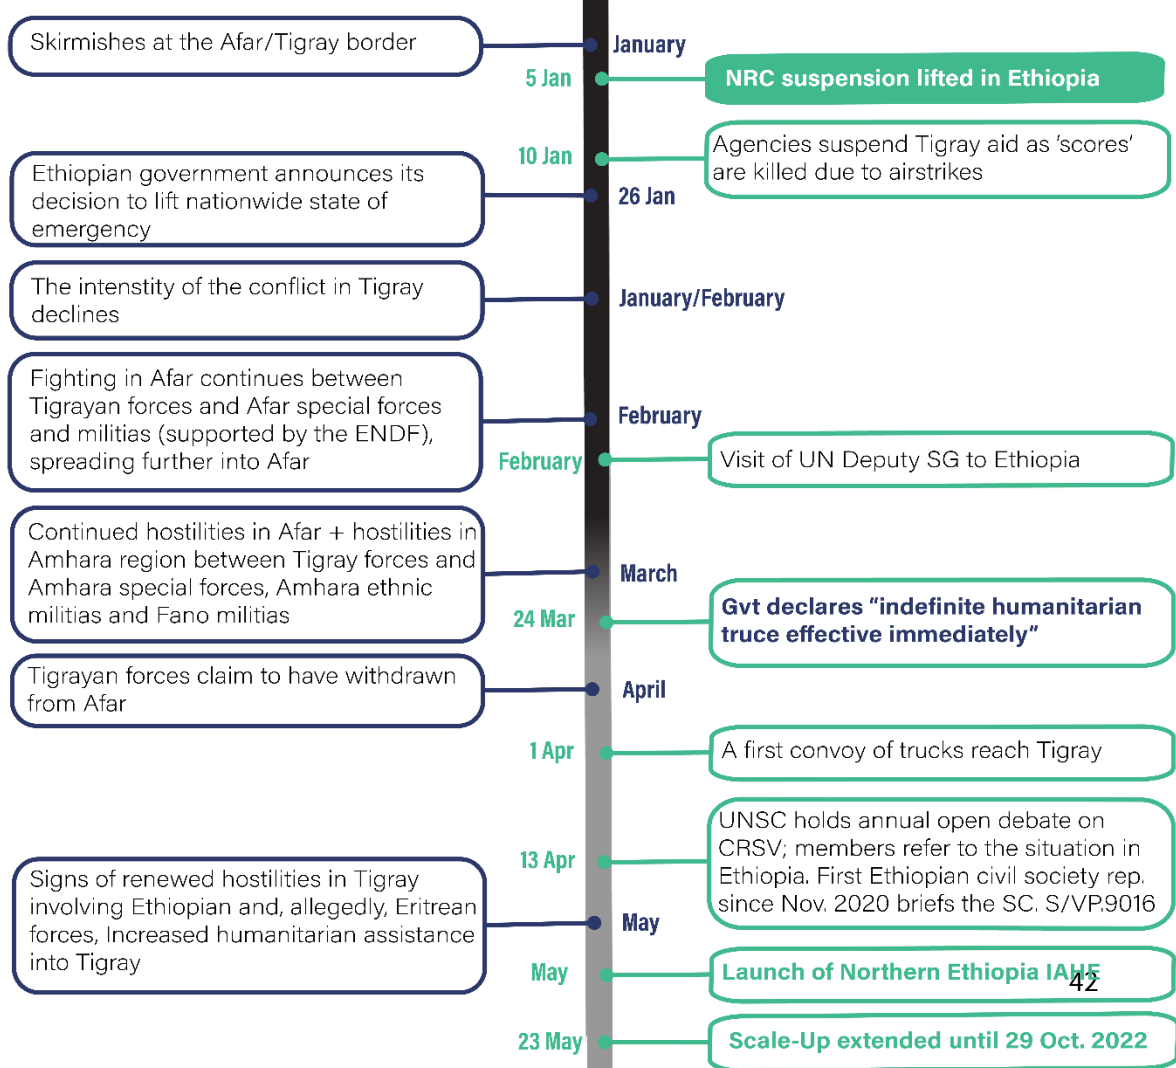 Skirmishes at the Afar/Tigray border
January
5 Jan
NRC suspension lifted in Ethiopia
10 Jan
Agencies suspend Tigray aid as ‘scores’
are killed due to airstrikes
Ethiopian government announces its
decision to lift nationwide state of
emergency
26 Jan
The intenstity of the conflict in Tigray
declines
January/February
Fighting in Afar continues between
Tigrayan forces and Afar special forces
and militias (supported by the ENDF),
spreading further into Afar
February
February
Visit of UN Deputy SG to Ethiopia
Continued hostilities in Afar + hostilities in
Amhara region between Tigray forces and
Amhara special forces, Amhara ethnic
militias and Fano militias
March
24 Mar
Gvt declares “indefinite humanitarian
truce effective immediately”
Tigrayan forces claim to have withdrawn
from Afar
April
1 Apr
A first convoy of trucks reach Tigray
13 Apr
UNSC holds annual open debate on
CRSV; members refer to the situation in
Ethiopia. First Ethiopian civil society rep.
since Nov. 2020 briefs the SC. S/VP.9016
Signs of renewed hostilities in Tigray
involving Ethiopian and, allegedly, Eritrean
forces, Increased humanitarian assistance
into Tigray
May
May
Launch of Northern Ethiopia IAHE
42
23 May
Scale-Up extended until 29 Oct. 2022